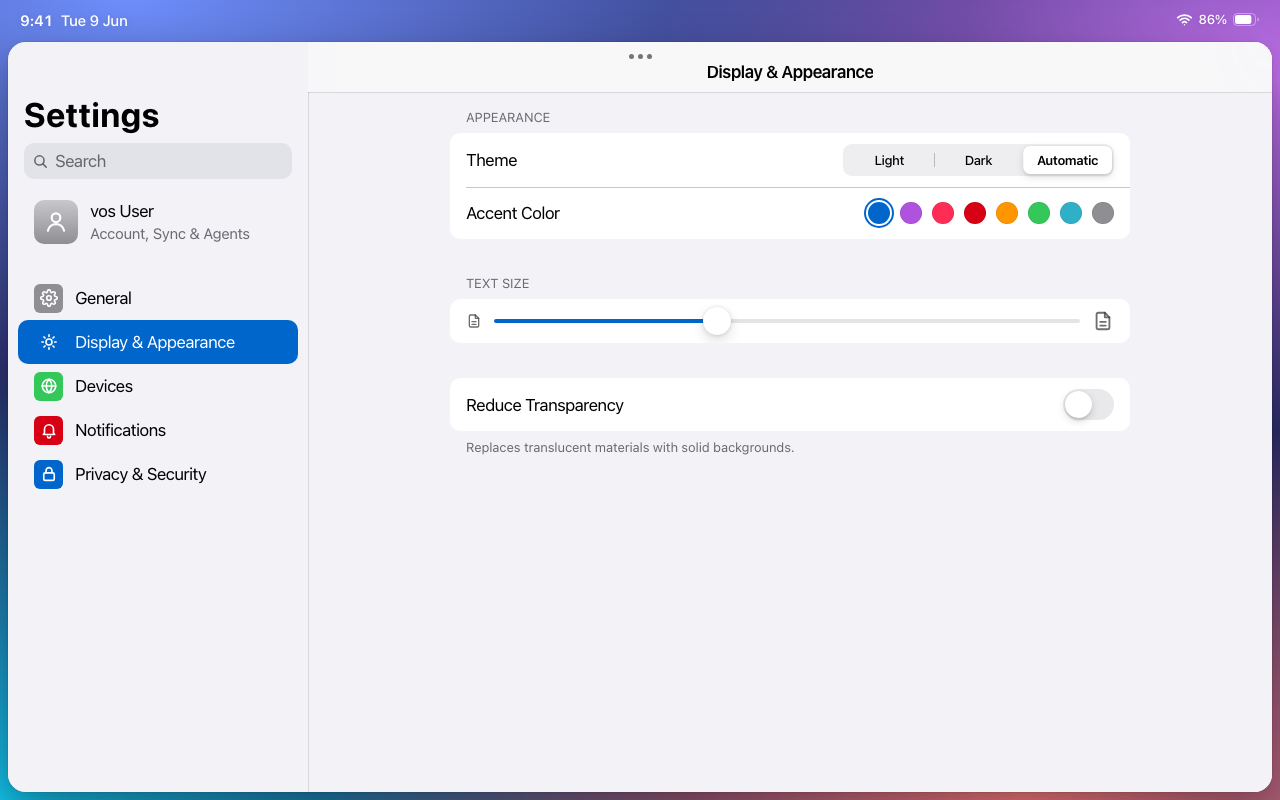 9:41 Tue 9 Jun
86%
Settings
Search
vos User
Account, Sync & Agents
General
Display & Appearance
Devices
Notifications
Privacy & Security
Display & Appearance
APPEARANCE
Theme
Light
Dark
Automatic
Accent Color
TEXT SIZE
Reduce Transparency
Replaces translucent materials with solid backgrounds.